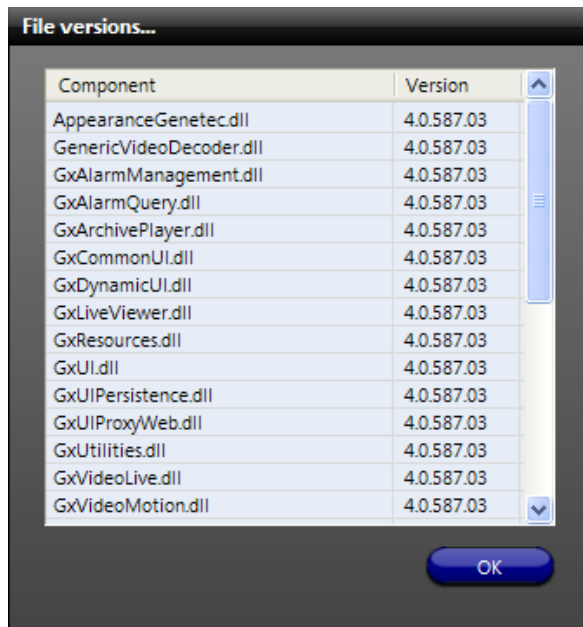 File versions...
Component Version
AppearanceGenetec.dll 4.0.587.03
GenericVideoDecoder.dll 4.0.587.03
GxAlarmManagement.dll 4.0.587.03
GxAlarmQuery.dll 4.0.587.03
GxArchivePlayer.dll 4.0.587.03
GxCommonUI.dll 4.0.587.03
GxDynamicUI.dll 4.0.587.03
GxLiveViewer.dll 4.0.587.03
GxResources.dll 4.0.587.03
GxUI.dll 4.0.587.03
GxUIPersistence.dll 4.0.587.03
GxUIProxyWeb.dll 4.0.587.03
GxUtilities.dll 4.0.587.03
GxVideoLive.dll 4.0.587.03
GxVideoMotion.dll 4.0.587.03
OK